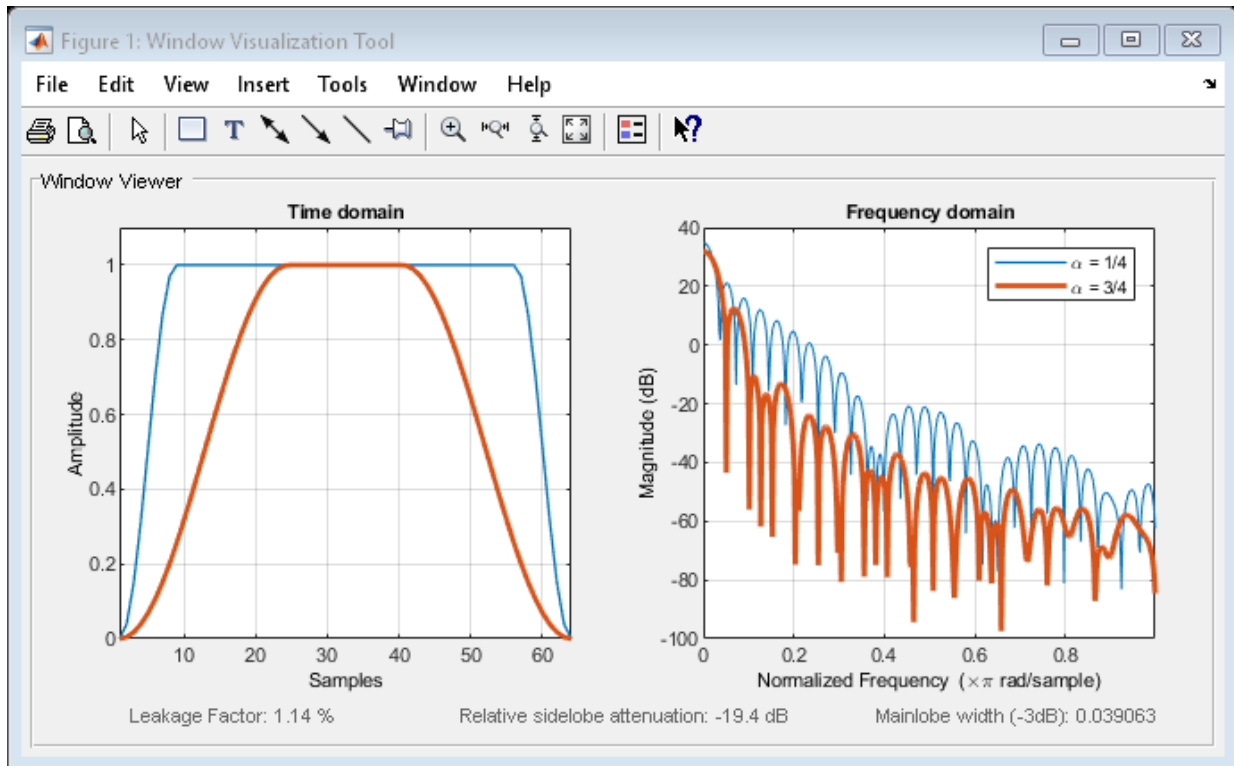 Figure 1: Window Visualization Tool
File Edit View Insert Tools Window Help
Window Viewer
Time domain
1
0.8
0.6
0.4
0.2
0
Amplitude
10 20 30 40 50 60
Samples
Frequency domain
α = 1/4
α = 3/4
40
20
0
-20
-40
-60
-80
-100
Magnitude (dB)
0 0.2 0.4 0.6 0.8
Normalized Frequency (×π rad/sample)
Leakage Factor: 1.14 % Relative sidelobe attenuation: -19.4 dB Mainlobe width (-3dB): 0.039063